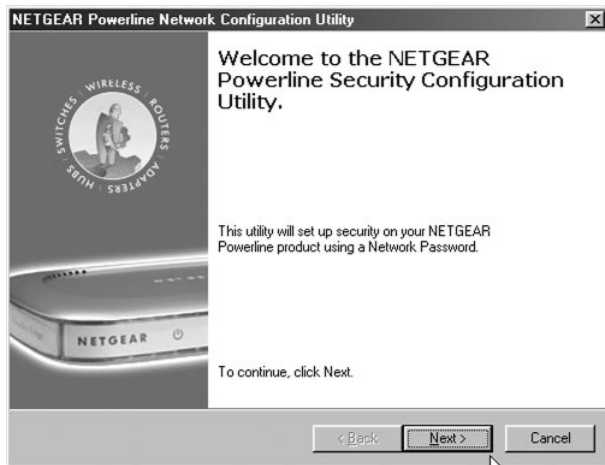 NETGEAR Powerline Network Configuration Utility
Welcome to the NETGEAR
Powerline Security Configuration
Utility.
SWITCHES WIRELESS ROUTERS ADAPTERS HUBS
This utility will set up security on your NETGEAR
Powerline product using a Network Password.
NETGEAR
To continue, click Next.
< Back
Next >
Cancel